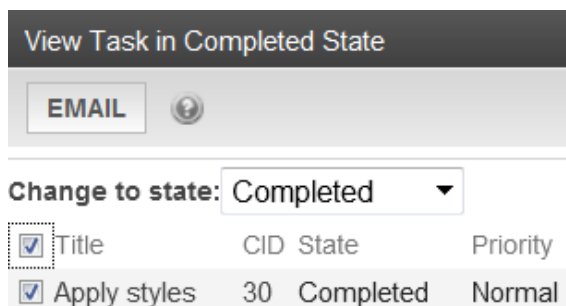 View Task in Completed State
EMAIL
Change to state: Completed
Title CID State Priority
Apply styles 30 Completed Normal